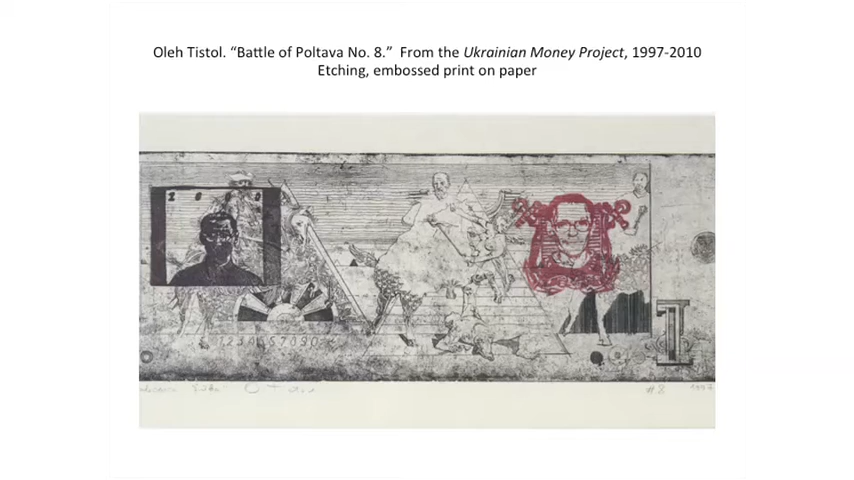 Oleh Tistol. “Battle of Poltava No. 8.” From the Ukrainian Money Project, 1997-2010
Etching, embossed print on paper
T
#8 1997